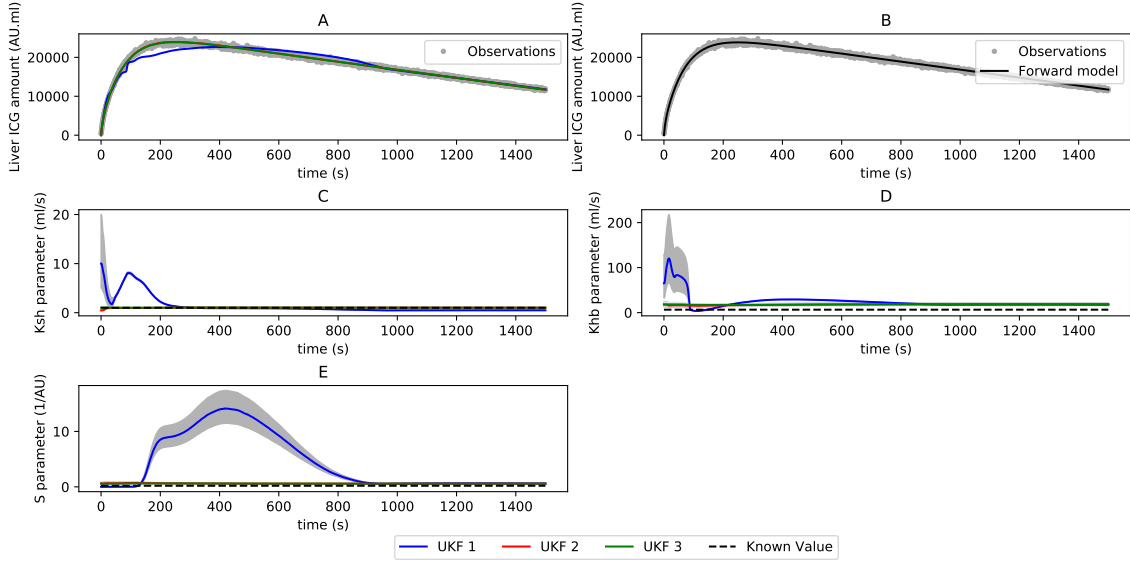 A
Liver ICG amount (AU.ml)
20000
10000
0
Observations
0 200 400 600 800 1000 1200 1400
time (s)
B
Liver ICG amount (AU.ml)
20000
10000
0
Observations
Forward model
0 200 400 600 800 1000 1200 1400
time (s)
C
Ksh parameter (ml/s)
20
10
0
0 200 400 600 800 1000 1200 1400
time (s)
D
Khb parameter (ml/s)
200
100
0
0 200 400 600 800 1000 1200 1400
time (s)
E
S parameter (1/AU)
10
0
0 200 400 600 800 1000 1200 1400
time (s)
UKF 1 UKF 2 UKF 3 Known Value